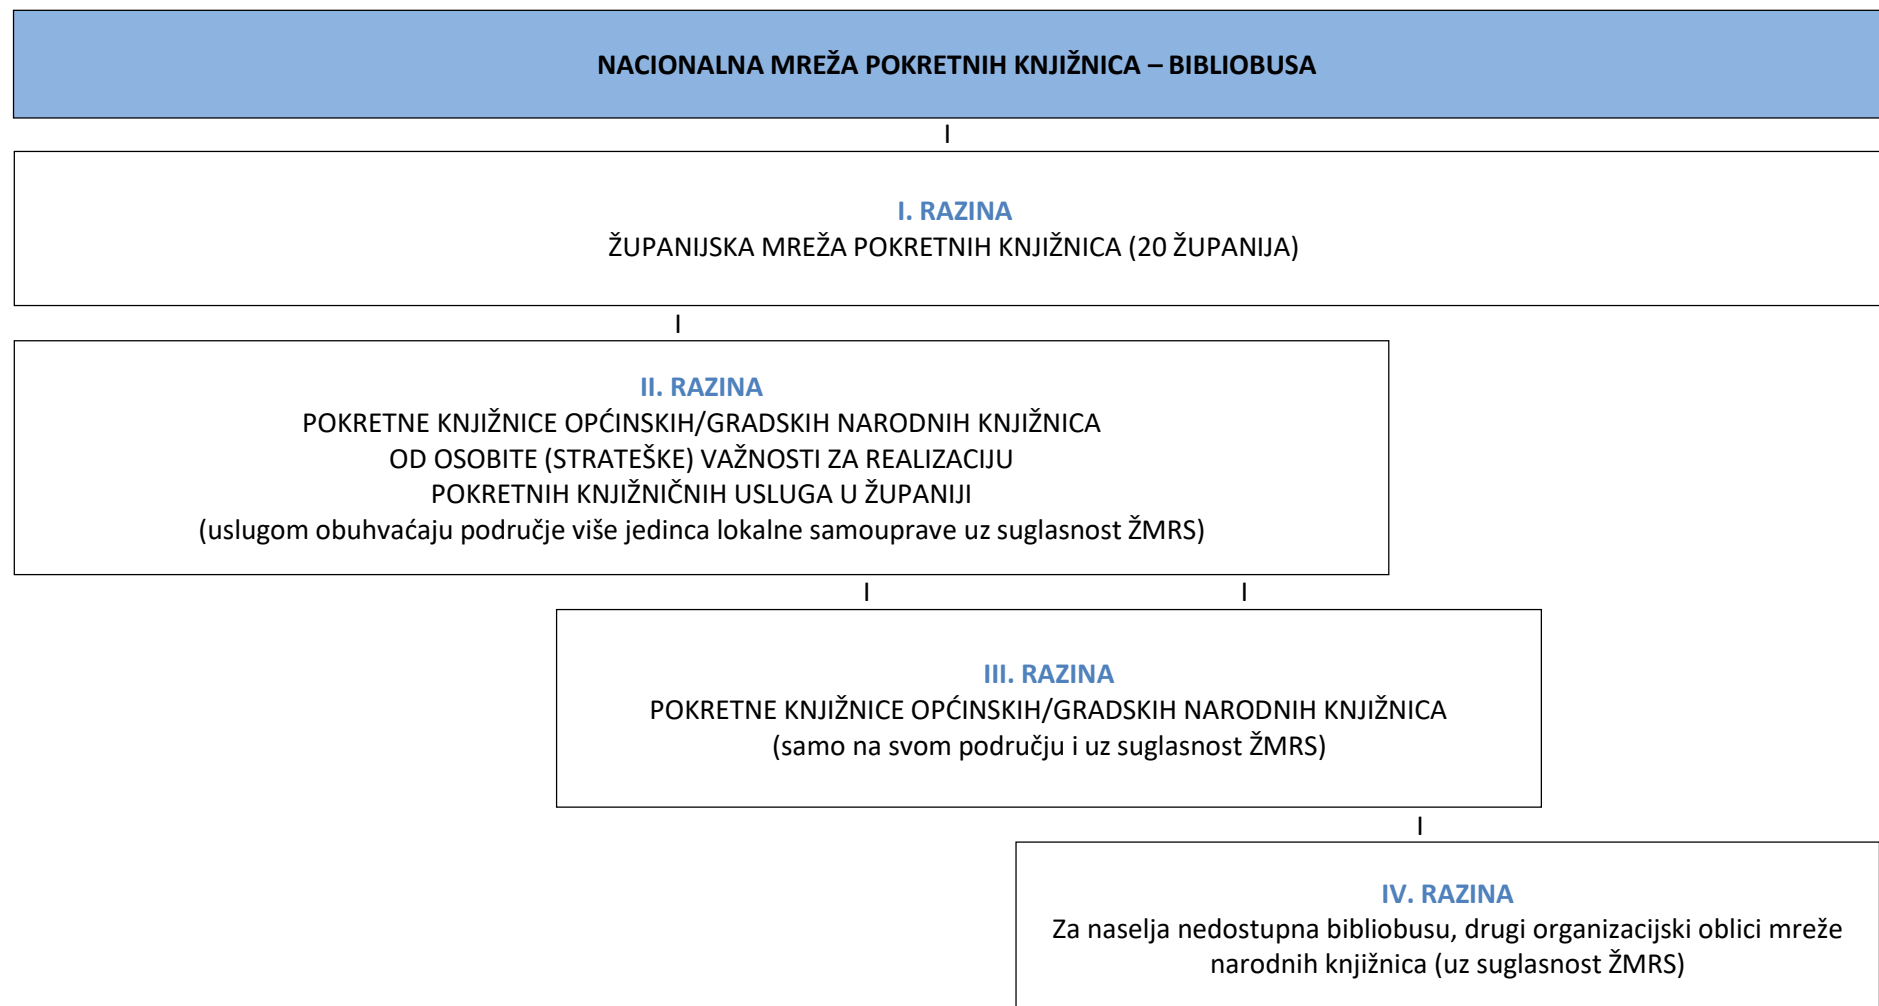 NACIONALNA MREŽA POKRETNIH KNJIŽNICA – BIBLIOBUSA
I
I. RAZINA
ŽUPANIJSKA MREŽA POKRETNIH KNJIŽNICA (20 ŽUPANIJA)
I
II. RAZINA
POKRETNE KNJIŽNICE OPĆINSKIH/GRADSKIH NARODNIH KNJIŽNICA
OD OSOBITE (STRATEŠKE) VAŽNOSTI ZA REALIZACIJU
POKRETNIH KNJIŽNIČNIH USLUGA U ŽUPANIJI
(uslugom obuhvaćaju područje više jedinca lokalne samouprave uz suglasnost ŽMRS)
I I
III. RAZINA
POKRETNE KNJIŽNICE OPĆINSKIH/GRADSKIH NARODNIH KNJIŽNICA
(samo na svom području i uz suglasnost ŽMRS)
I
IV. RAZINA
Za naselja nedostupna bibliobusu, drugi organizacijski oblici mreže
narodnih knjižnica (uz suglasnost ŽMRS)